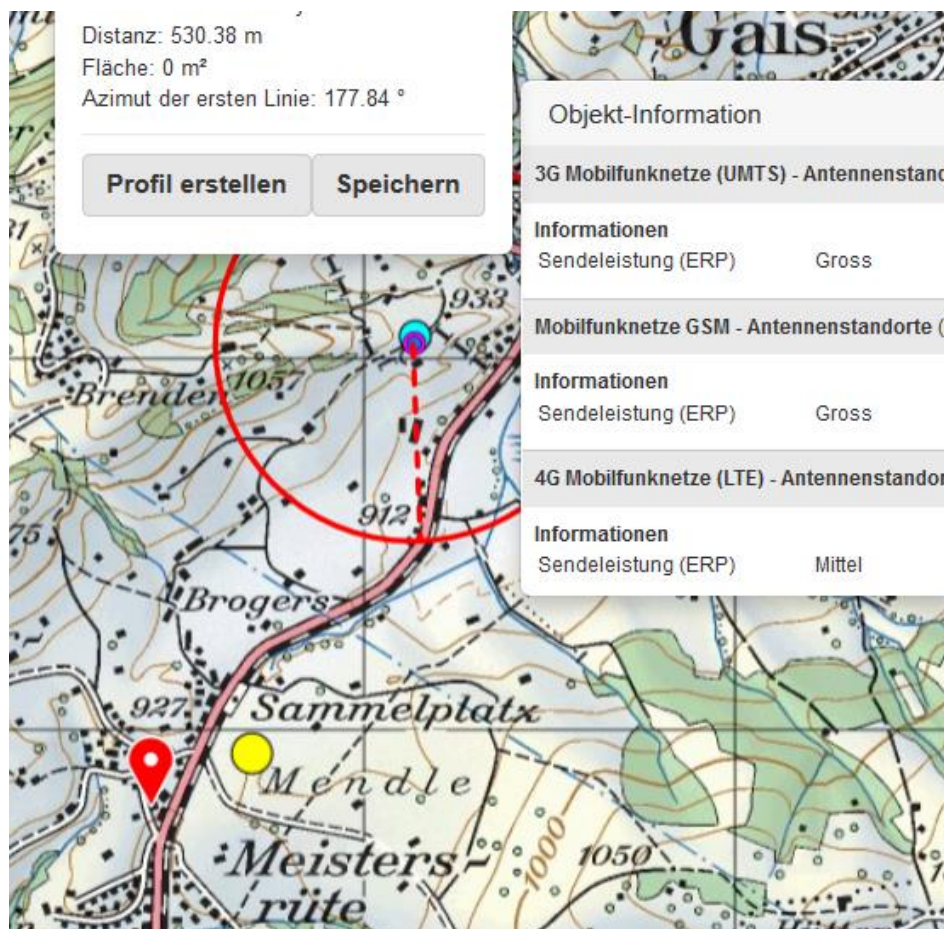 Distanz: 530.38 m
Fläche: 0 m²
Azimut der ersten Linie: 177.84 °
Profil erstellen
Speichern
Gais
Objekt-Information
3G Mobilfunknetze (UMTS) - Antennenstand
Informationen
Sendeleistung (ERP) Gross
Mobilfunknetze GSM - Antennenstandorte (
Informationen
Sendeleistung (ERP) Gross
4G Mobilfunknetze (LTE) - Antennenstandor
Informationen
Sendeleistung (ERP) Mittel
933
1057
Brenden
912
75
Brogers
927
Sammelplatz
Mendle
Meisters-
rüte
1000
1050